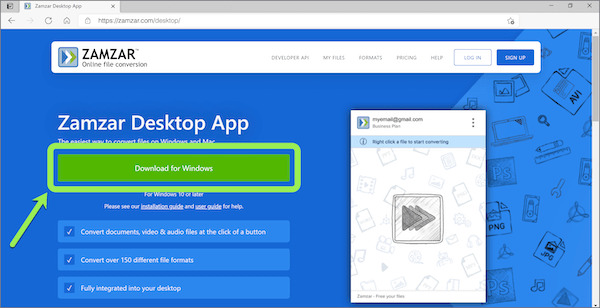 Zamzar Desktop App
https://zamzar.com/desktop/
ZAMZAR™
Online file conversion
DEVELOPER API
MY FILES
FORMATS
PRICING
HELP
LOG IN
SIGN UP
Zamzar Desktop App
The easiest way to convert files on Windows and Mac
Download for Windows
For Windows 10 or later
Please see our installation guide and user guide for help.
Convert documents, video & audio files at the click of a button
Convert over 150 different file formats
Fully integrated into your desktop
myemail@gmail.com
Business Plan
Right click a file to start converting
Zamzar - Free your files
AVI
PNG